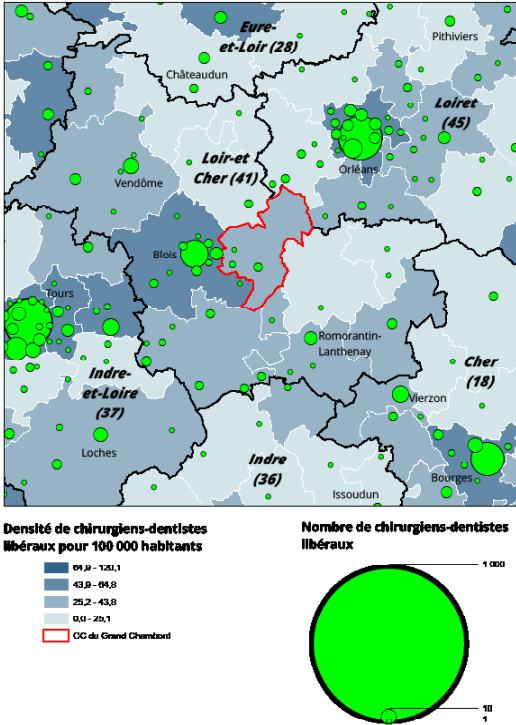 Eure-
et-Loir (28)
Pithiviers
Châteaudun
Loiret
(45)
Loir-et
Cher (41)
Orléans
Vendôme
Blois
Tours
Romorantin-
Lanthenay
Cher
(18)
Indre-
et-Loire
(37)
Vierzon
Loches
Indre
(36)
Bourges
Issoudun
Densité de chirurgiens-dentistes
libéraux pour 100 000 habitants
64,9 - 120,1
43,9 - 64,8
25,2 - 43,8
0,0 - 25,1
CC du Grand Chambord
Nombre de chirurgiens-dentistes
libéraux
1 000
10
1